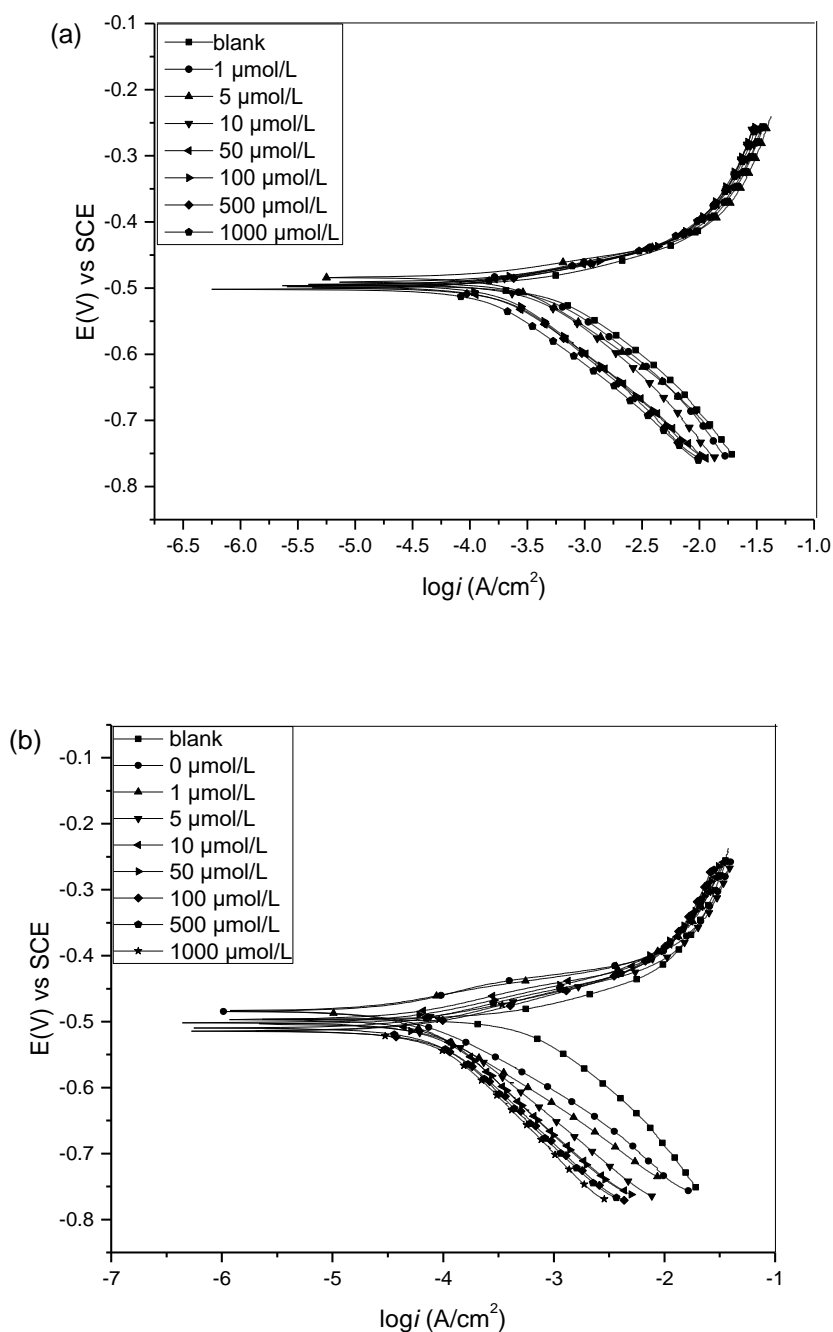 (a)
blank
1 µmol/L
5 µmol/L
10 µmol/L
50 µmol/L
100 µmol/L
500 µmol/L
1000 µmol/L
-0.1
-0.2
-0.3
-0.4
-0.5
-0.6
-0.7
-0.8
E(V) vs SCE
-6.5 -6.0 -5.5 -5.0 -4.5 -4.0 -3.5 -3.0 -2.5 -2.0 -1.5 -1.0
logi (A/cm²)
(b)
blank
0 µmol/L
1 µmol/L
5 µmol/L
10 µmol/L
50 µmol/L
100 µmol/L
500 µmol/L
1000 µmol/L
-0.1
-0.2
-0.3
-0.4
-0.5
-0.6
-0.7
-0.8
E(V) vs SCE
-7 -6 -5 -4 -3 -2 -1
logi (A/cm²)